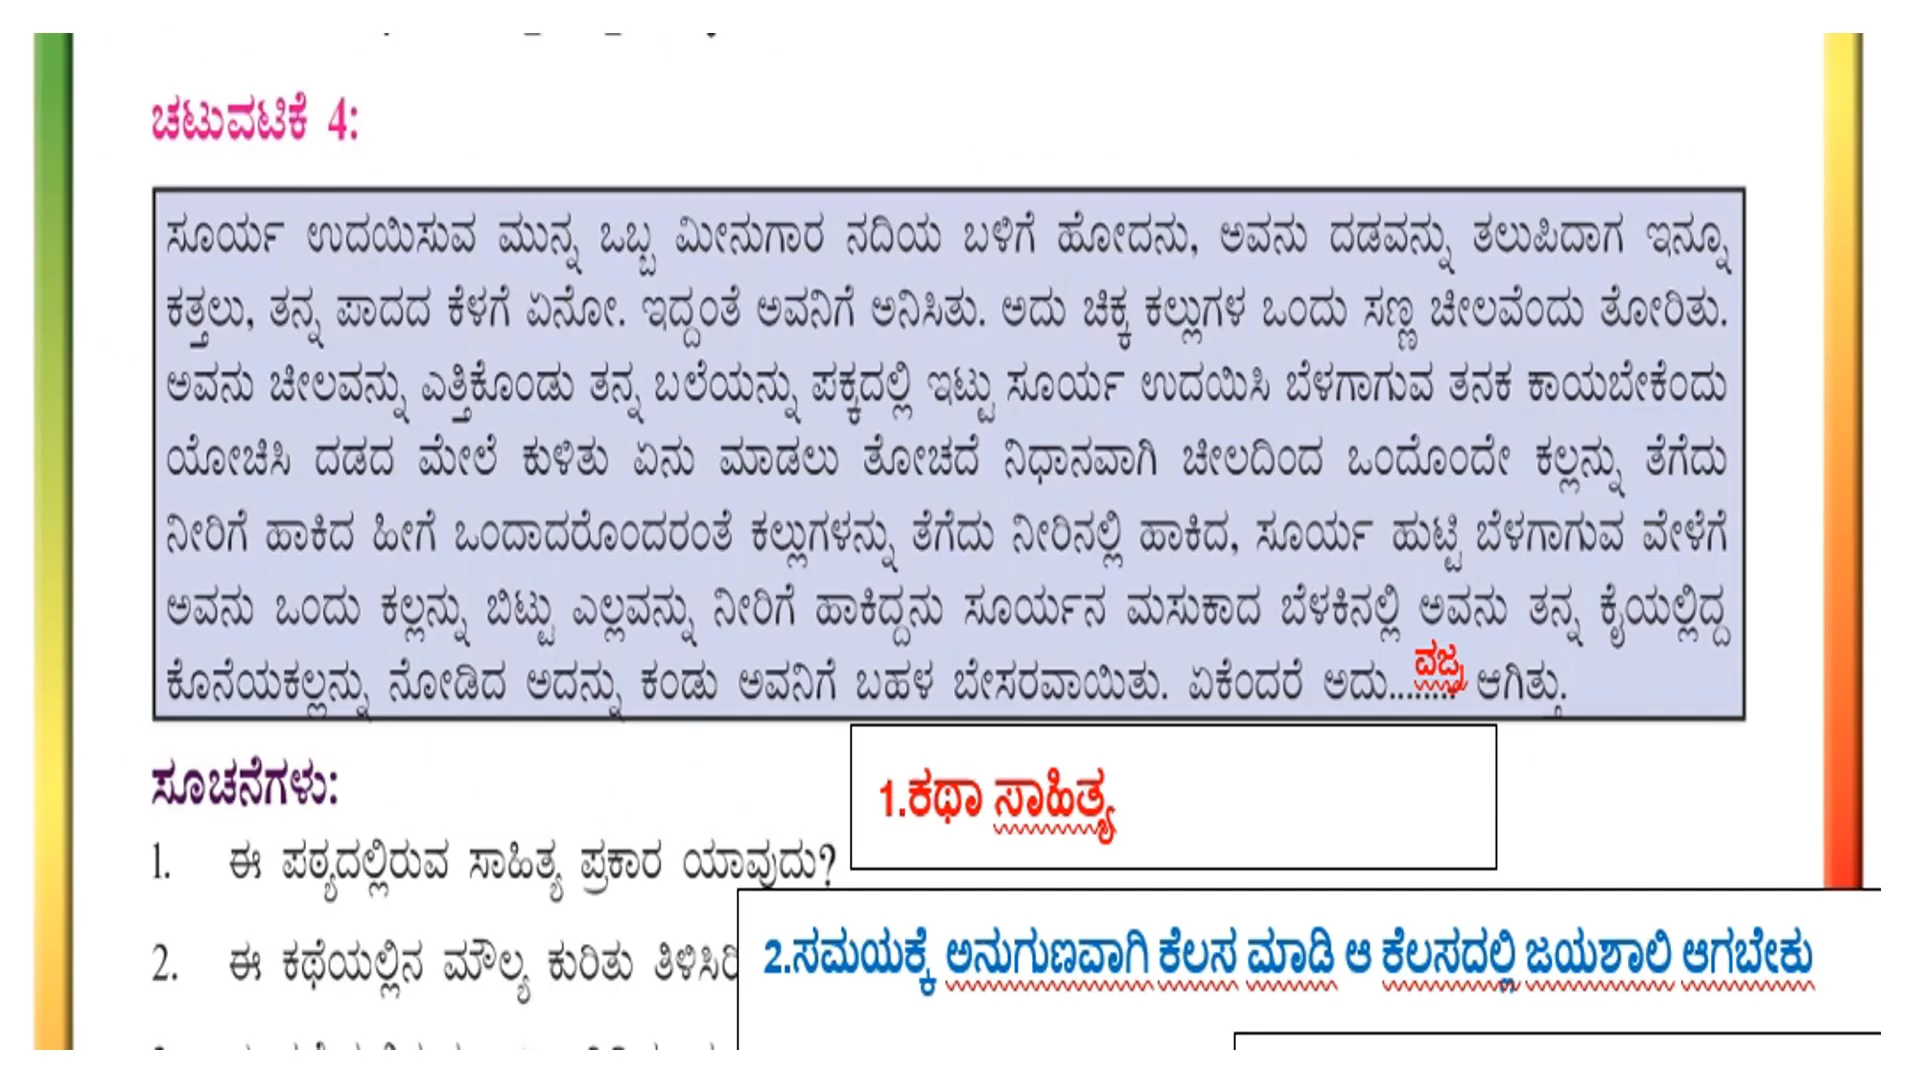 ಚಟುವಟಿಕೆ 4:
ಸೂರ್ಯ ಉದಯಿಸುವ ಮುನ್ನ ಒಬ್ಬ ಮೀನುಗಾರ ನದಿಯ ಬಳಿಗೆ ಹೋದನು, ಅವನು ದಡವನ್ನು ತಲುಪಿದಾಗ ಇನ್ನೂ
ಕತ್ತಲು, ತನ್ನ ಪಾದದ ಕೆಳಗೆ ಏನೋ. ಇದ್ದಂತೆ ಅವನಿಗೆ ಅನಿಸಿತು. ಅದು ಚಿಕ್ಕ ಕಲ್ಲುಗಳ ಒಂದು ಸಣ್ಣ ಚೀಲವೆಂದು ತೋರಿತು.
ಅವನು ಚೀಲವನ್ನು ಎತ್ತಿಕೊಂಡು ತನ್ನ ಬಲೆಯನ್ನು ಪಕ್ಕದಲ್ಲಿ ಇಟ್ಟು ಸೂರ್ಯ ಉದಯಿಸಿ ಬೆಳಗಾಗುವ ತನಕ ಕಾಯಬೇಕೆಂದು
ಯೋಚಿಸಿ ದಡದ ಮೇಲೆ ಕುಳಿತು ಏನು ಮಾಡಲು ತೋಚದೆ ನಿಧಾನವಾಗಿ ಚೀಲದಿಂದ ಒಂದೊಂದೇ ಕಲ್ಲನ್ನು ತೆಗೆದು
ನೀರಿಗೆ ಹಾಕಿದ ಹೀಗೆ ಒಂದಾದರೊಂದರಂತೆ ಕಲ್ಲುಗಳನ್ನು ತೆಗೆದು ನೀರಿನಲ್ಲಿ ಹಾಕಿದ, ಸೂರ್ಯ ಹುಟ್ಟಿ ಬೆಳಗಾಗುವ ವೇಳೆಗೆ
ಅವನು ಒಂದು ಕಲ್ಲನ್ನು ಬಿಟ್ಟು ಎಲ್ಲವನ್ನು ನೀರಿಗೆ ಹಾಕಿದ್ದನು ಸೂರ್ಯನ ಮಸುಕಾದ ಬೆಳಕಿನಲ್ಲಿ ಅವನು ತನ್ನ ಕೈಯಲ್ಲಿದ್ದ
ಕೊನೆಯಕಲ್ಲನ್ನು ನೋಡಿದ ಅದನ್ನು ಕಂಡು ಅವನಿಗೆ ಬಹಳ ಬೇಸರವಾಯಿತು. ಏಕೆಂದರೆ ಅದು........ ವಜ್ರ ಆಗಿತ್ತು.
ಸೂಚನೆಗಳು:
1.ಕಥಾ ಸಾಹಿತ್ಯ
1. ಈ ಪಠ್ಯದಲ್ಲಿರುವ ಸಾಹಿತ್ಯ ಪ್ರಕಾರ ಯಾವುದು?
2. ಈ ಕಥೆಯಲ್ಲಿನ ಮೌಲ್ಯ ಕುರಿತು ತಿಳಿಸಿರಿ
2.ಸಮಯಕ್ಕೆ ಅನುಗುಣವಾಗಿ ಕೆಲಸ ಮಾಡಿ ಆ ಕೆಲಸದಲ್ಲಿ ಜಯಶಾಲಿ ಆಗಬೇಕು